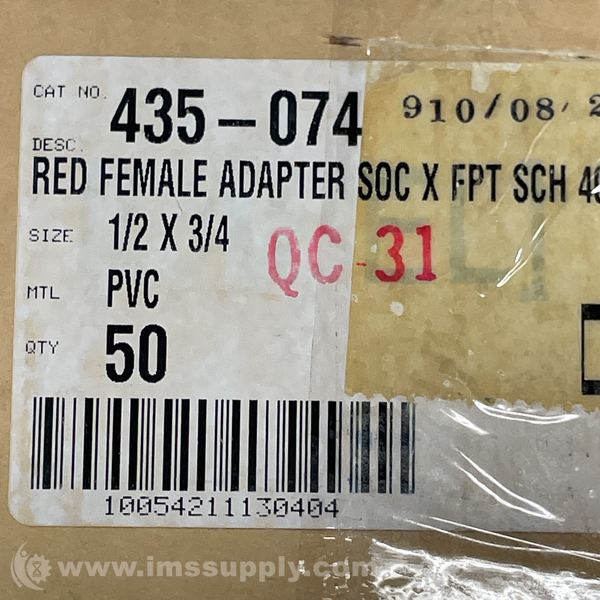 CAT NO. 435-074 910/08/
DESC. RED FEMALE ADAPTER SOC X FPT SCH
SIZE 1/2 X 3/4
QC 31
MTL PVC
QTY 50
10054211130404
www.imssupply.com